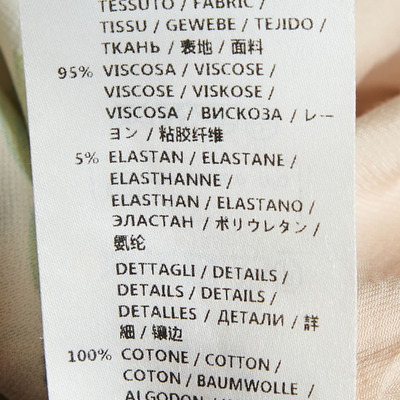 TESSUTO / FABRIC /
TISSU / GEWEBE / TEJIDO /
ТКАНЬ / 表地 / 面料
95% VISCOSA / VISCOSE /
VISCOSE / VISKOSE /
VISCOSA / ВИСКОЗА / レー
ヨン / 粘胶纤维
5% ELASTAN / ELASTANE /
ELASTHANNE /
ELASTHAN / ELASTANO /
ЭЛАСТАН / ポリウレタン /
氨纶
DETTAGLI / DETAILS /
DETAILS / DETAILS /
DETALLES / ДЕТАЛИ / 詳
細 / 镶边
100% COTONE / COTTON /
COTON / BAUMWOLLE /
ALGODON /